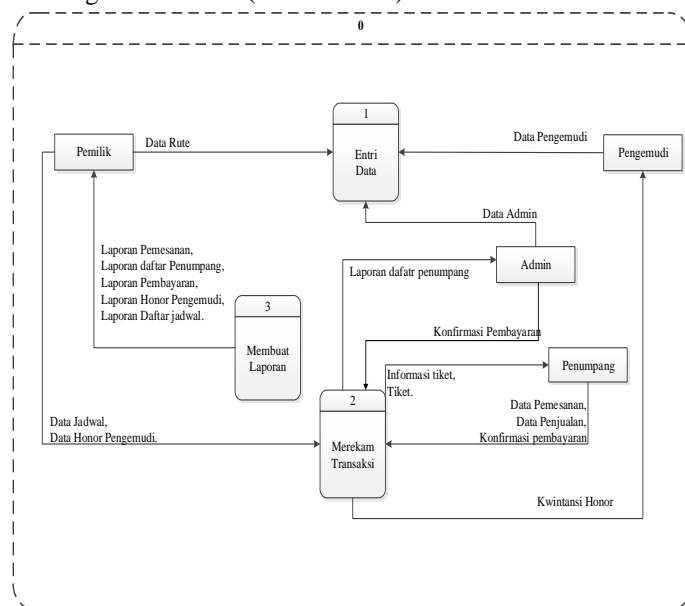 0
1
Entri
Data
Pemilik
Data Rute
Data Pengemudi
Pengemudi
Data Admin
Admin
Laporan Pemesanan,
Laporan daftar Penumpang,
Laporan Pembayaran,
Laporan Honor Pengemudi,
Laporan Daftar jadwal.
Laporan dafatr penumpang
3
Membuat
Laporan
Konfirmasi Pembayaran
Informasi tiket,
Tiket.
Penumpang
2
Merekam
Transaksi
Data Pemesanan,
Data Penjualan,
Konfirmasi pembayaran
Data Jadwal,
Data Honor Pengemudi.
Kwintansi Honor